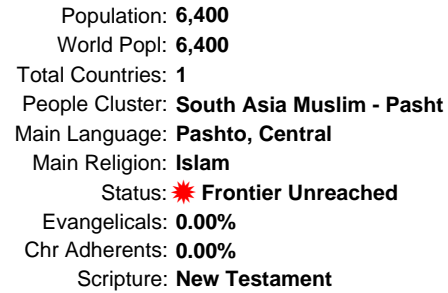 Population: 6,400
World Popl: 6,400
Total Countries: 1
People Cluster: South Asia Muslim - Pasht
Main Language: Pashto, Central
Main Religion: Islam
Status: Frontier Unreached
Evangelicals: 0.00%
Chr Adherents: 0.00%
Scripture: New Testament